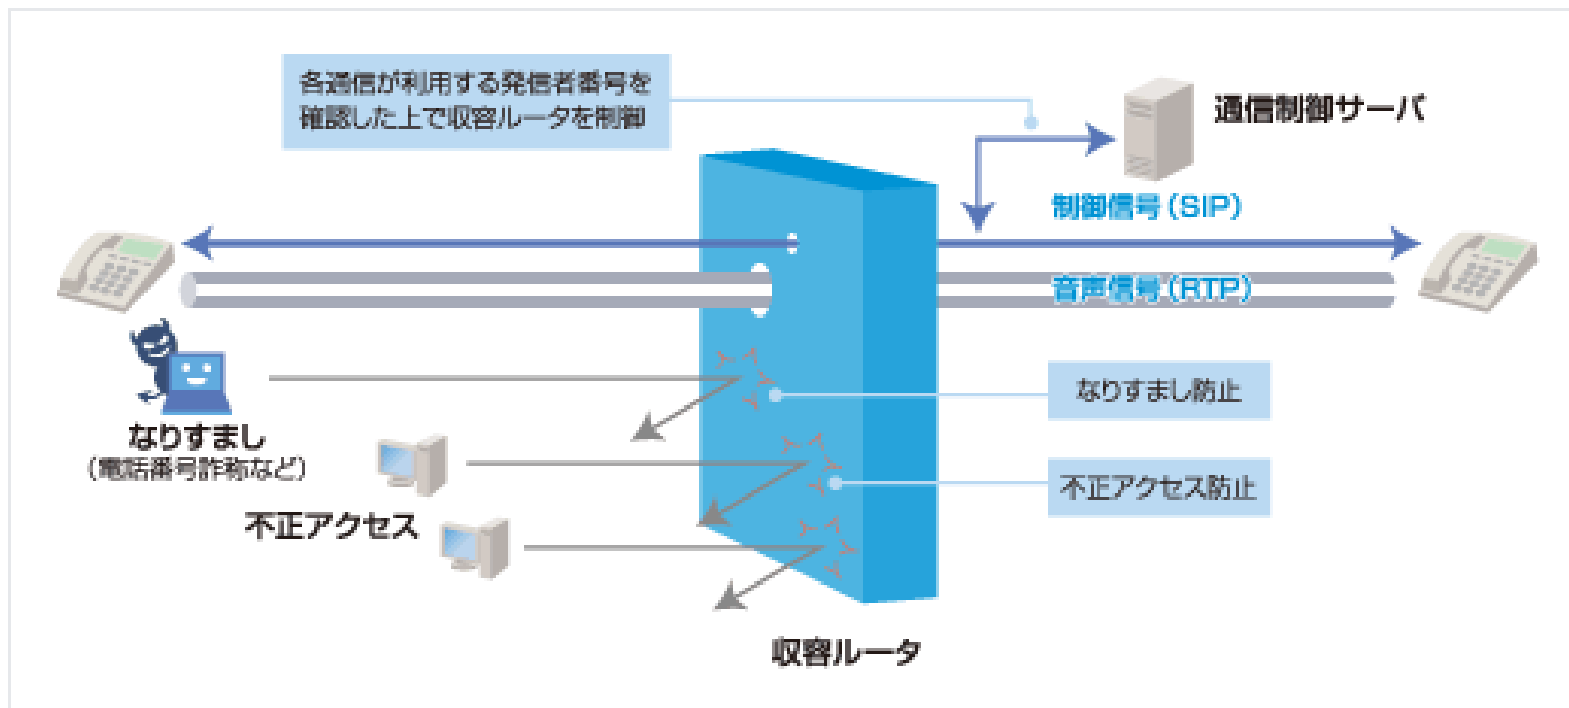 各通信が利用する発信者番号を
確認した上で収容ルータを制御
通信制御サーバ
制御信号（SIP）
音声信号（RTP）
なりすまし
（電話番号詐称など）
なりすまし防止
不正アクセス
不正アクセス防止
収容ルータ